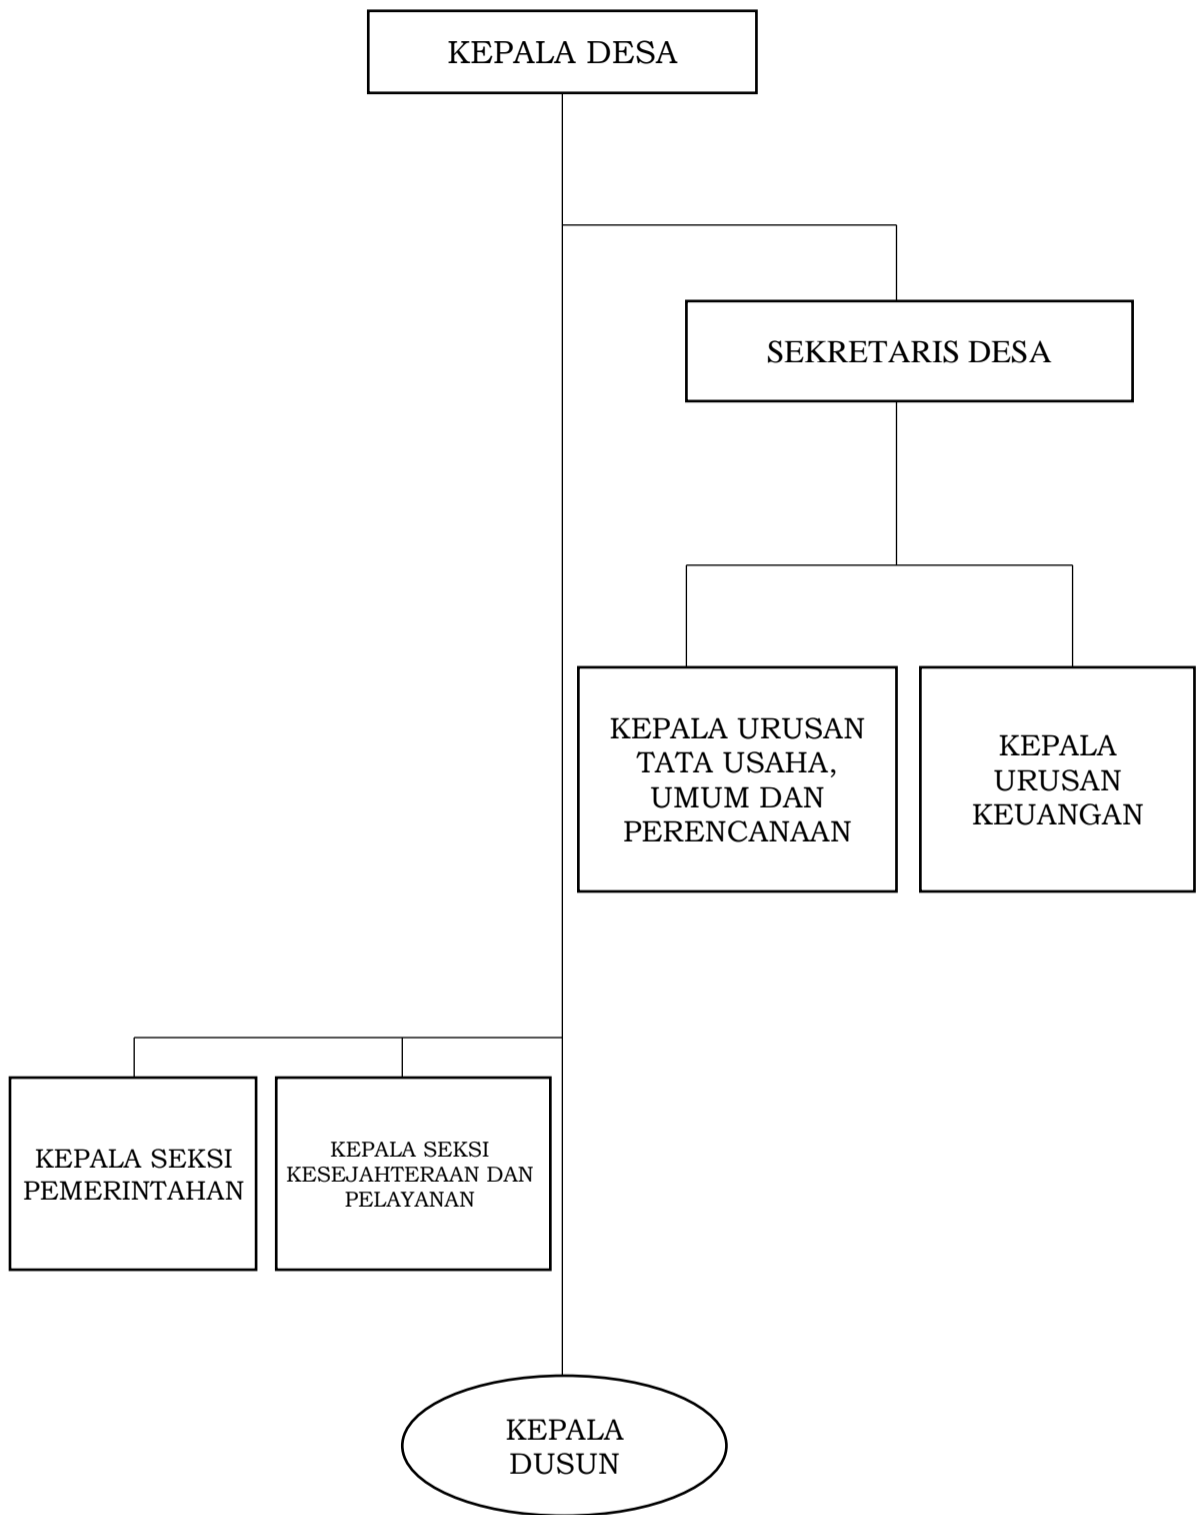 KEPALA DESA
SEKRETARIS DESA
KEPALA URUSAN
TATA USAHA,
UMUM DAN
PERENCANAAN
KEPALA
URUSAN
KEUANGAN
KEPALA SEKSI
PEMERINTAHAN
KEPALA SEKSI
KESEJAHTERAAN DAN
PELAYANAN
KEPALA
DUSUN